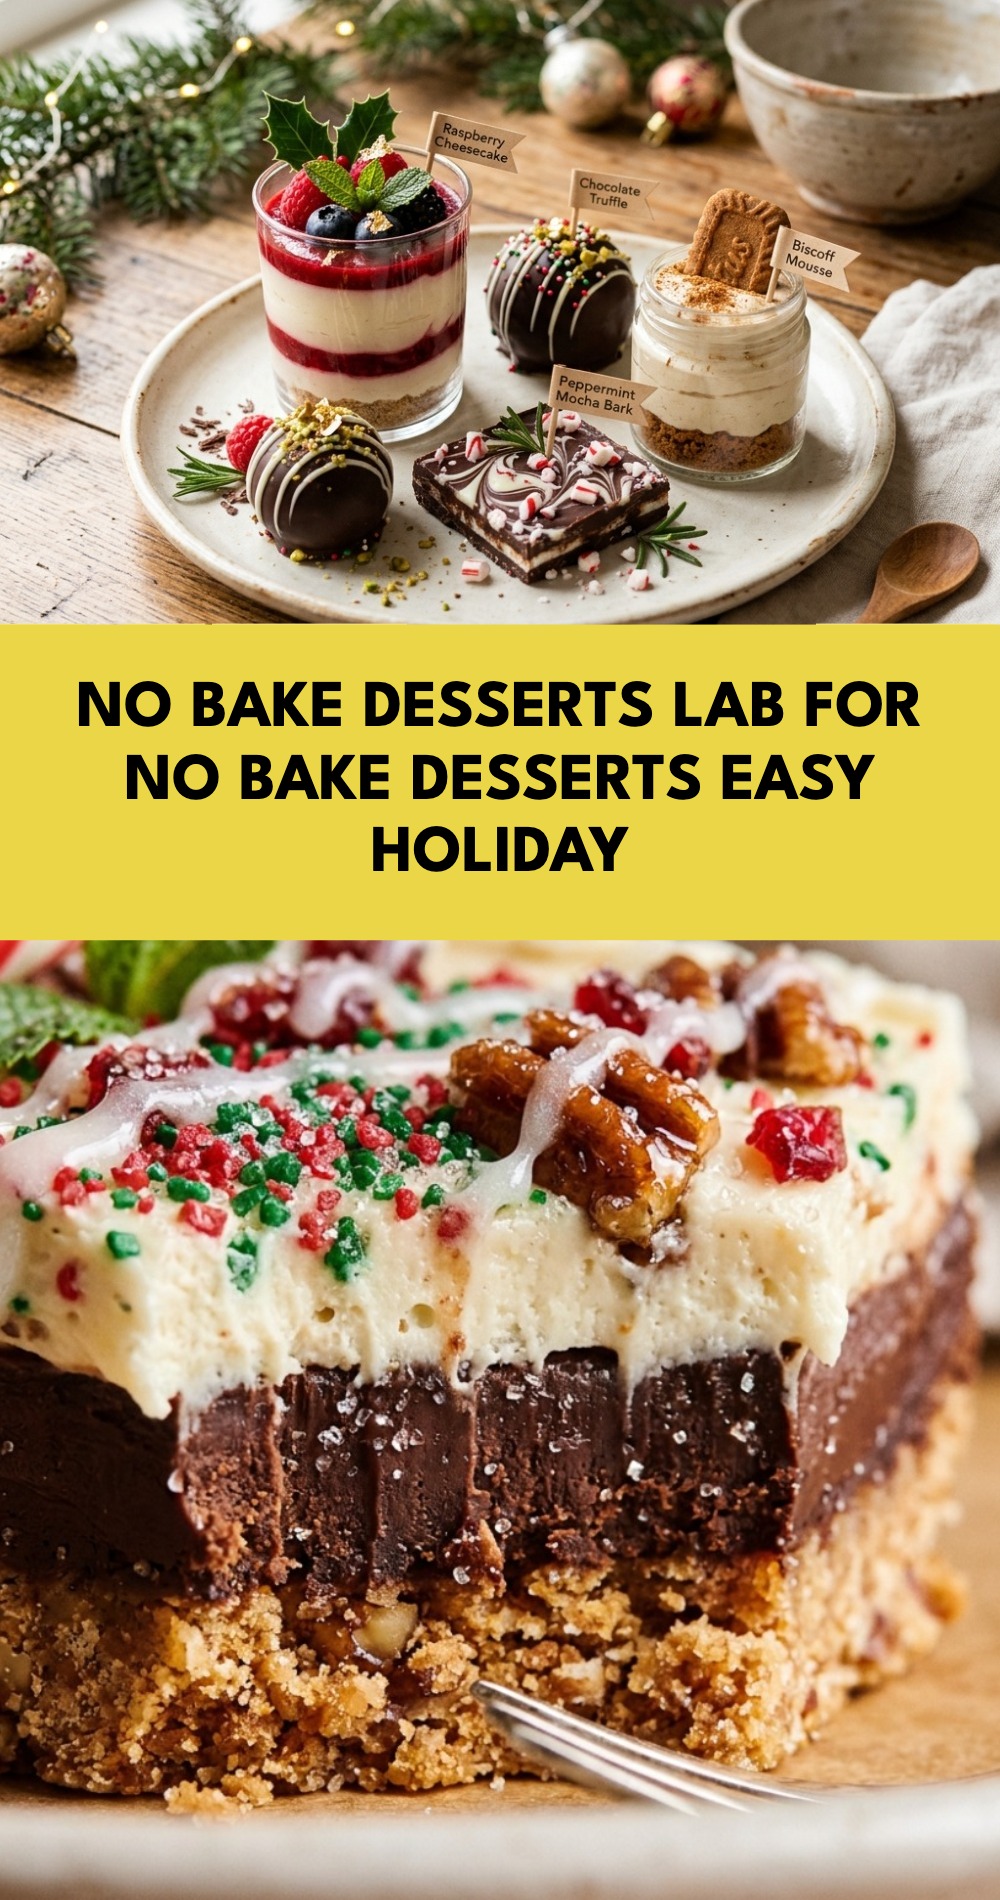 Raspberry
Cheesecake
Chocolate
Truffle
Biscoff
Mousse
Peppermint
Mocha Bark
NO BAKE DESSERTS LAB FOR
NO BAKE DESSERTS EASY
HOLIDAY